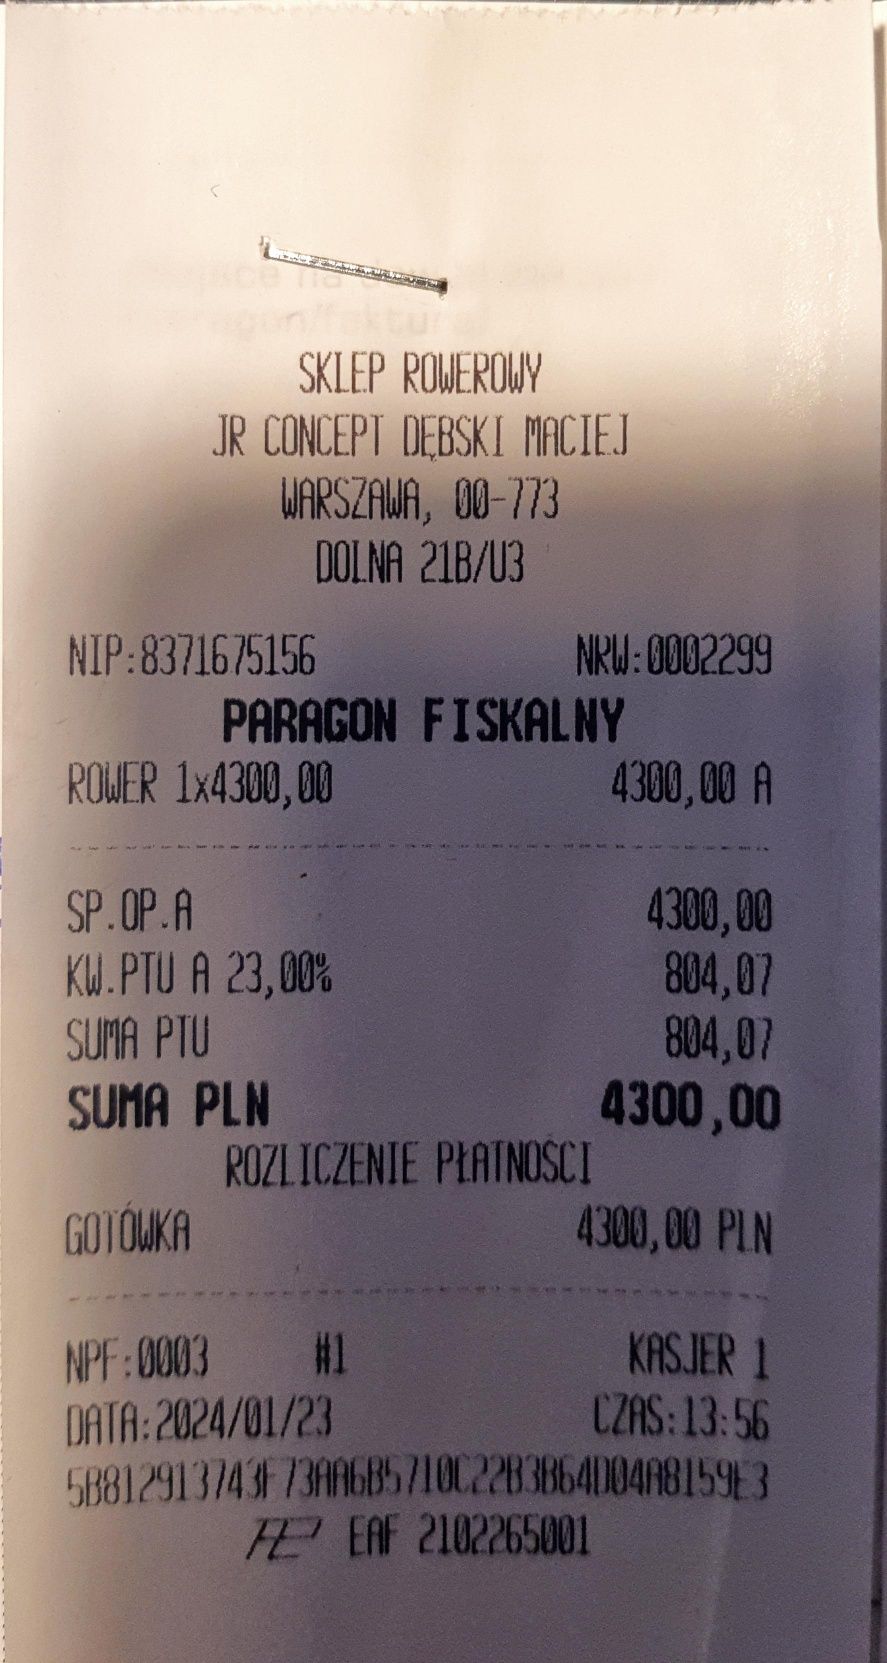 SKLEP ROWEROWY
JR CONCEPT DĘBSKI MACIEJ
WARSZAWA, 00-773
DOLNA 21B/U3
NIP:8371675156 NRW:0002299
PARAGON FISKALNY
ROWER 1x4300,00 4300,00 A
SP.OP.A 4300,00
KW.PTU A 23,00% 804,07
SUMA PTU 804,07
SUMA PLN 4300,00
ROZLICZENIE PŁATNOŚCI
GOTÓWKA 4300,00 PLN
NPF:0003 #1 KASJER 1
DATA:2024/01/23 CZAS:13:56
5B812913743F73AA6B5710C22B3B64D04A8159E3
EAF 2102265001